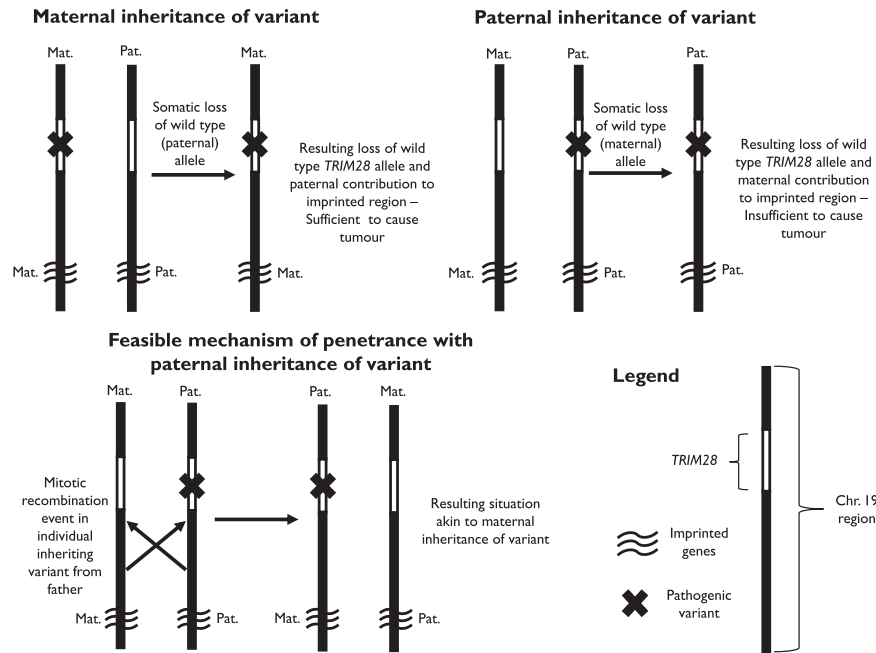 Maternal inheritance of variant
Mat.
Pat.
Mat.
Somatic loss
of wild type
(paternal)
allele
Resulting loss of wild
type TRIM28 allele and
paternal contribution to
imprinted region –
Sufficient to cause
tumour
Mat.
Pat.
Mat.
Paternal inheritance of variant
Mat.
Pat.
Pat.
Somatic loss
of wild type
(maternal)
allele
Resulting loss of wild
type TRIM28 allele and
maternal contribution
to imprinted region –
Insufficient to cause
tumour
Mat.
Pat.
Pat.
Feasible mechanism of penetrance with
paternal inheritance of variant
Mat.
Pat.
Pat.
Mat.
Mitotic
recombination
event in
individual
inheriting
variant from
father
Resulting situation
akin to maternal
inheritance of variant
Mat.
Pat.
Mat.
Pat.
Legend
TRIM28
Chr. 19
region
Imprinted
genes
Pathogenic
variant